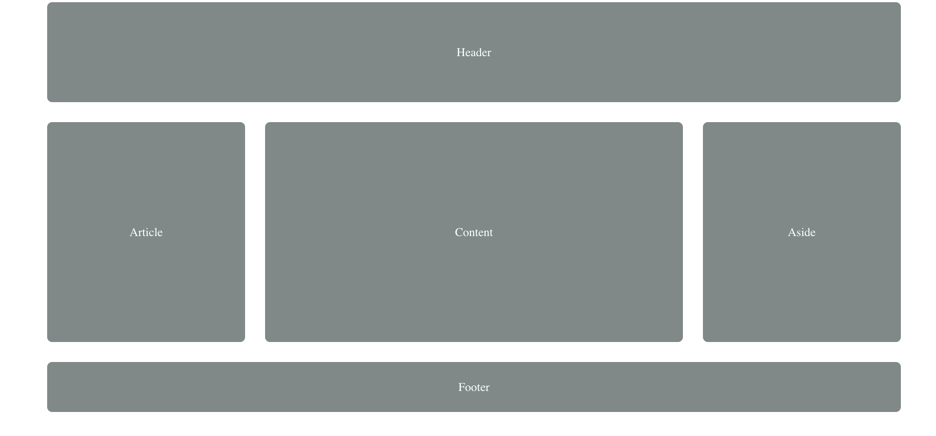 Header
Article
Content
Aside
Footer